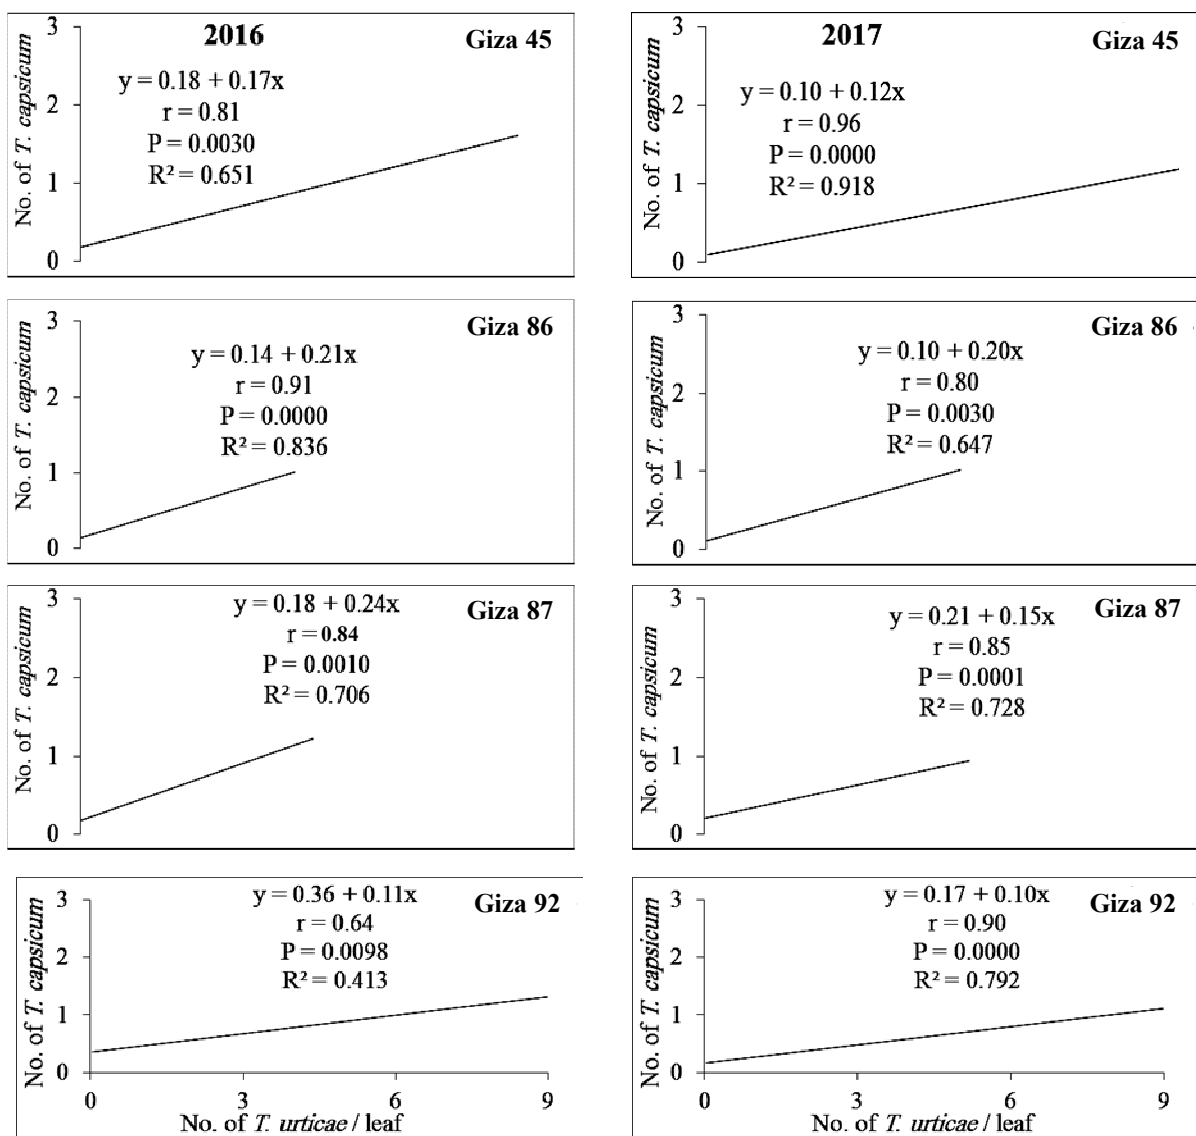 2016
Giza 45
y = 0.18 + 0.17x
r = 0.81
P = 0.0030
R² = 0.651
No. of T. capsicum
3
2
1
0
2017
Giza 45
y = 0.10 + 0.12x
r = 0.96
P = 0.0000
R² = 0.918
No. of T. capsicum
3
2
1
0
Giza 86
y = 0.14 + 0.21x
r = 0.91
P = 0.0000
R² = 0.836
No. of T. capsicum
3
2
1
0
Giza 86
y = 0.10 + 0.20x
r = 0.80
P = 0.0030
R² = 0.647
No. of T. capsicum
3
2
1
0
Giza 87
y = 0.18 + 0.24x
r = 0.84
P = 0.0010
R² = 0.706
No. of T. capsicum
3
2
1
0
Giza 87
y = 0.21 + 0.15x
r = 0.85
P = 0.0001
R² = 0.728
No. of T. capsicum
3
2
1
0
Giza 92
y = 0.36 + 0.11x
r = 0.64
P = 0.0098
R² = 0.413
No. of T. capsicum
3
2
1
0
0 3 6 9
No. of T. urticae / leaf
Giza 92
y = 0.17 + 0.10x
r = 0.90
P = 0.0000
R² = 0.792
No. of T. capsicum
3
2
1
0
0 3 6 9
No. of T. urticae / leaf